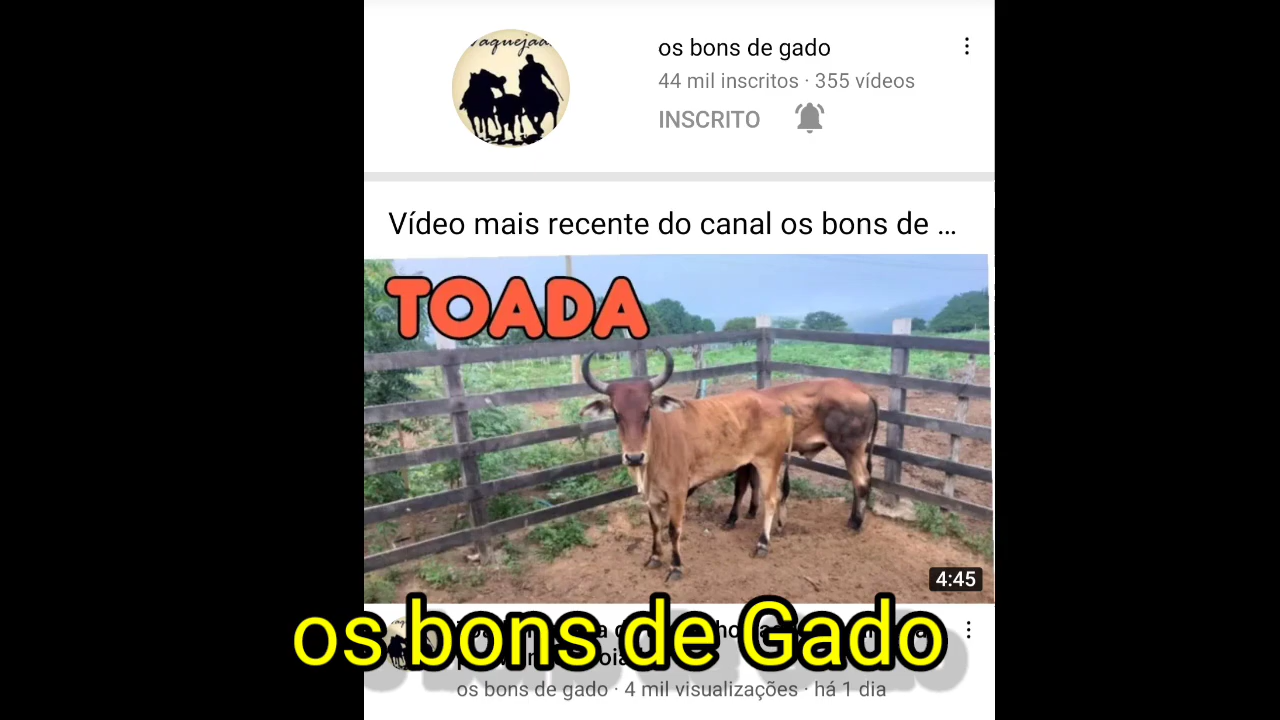 os bons de gado
44 mil inscritos · 355 vídeos
INSCRITO
Vídeo mais recente do canal os bons de ...
TOADA
4:45
os bons de Gado
os bons de gado · 4 mil visualizações · há 1 dia